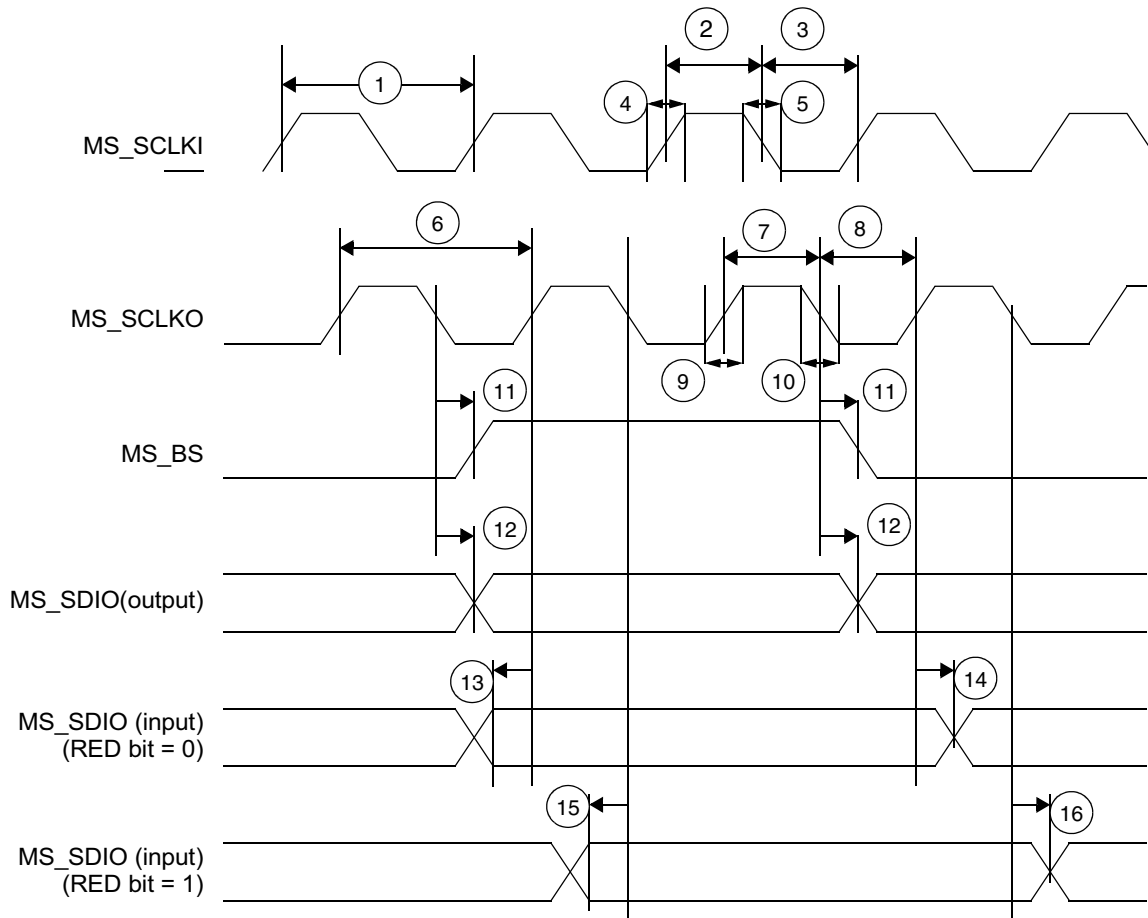 2
3
1
4
5
MS_SCLKI
6
7
8
MS_SCLKO
9
10
11
11
MS_BS
12
12
MS_SDIO(output)
13
14
MS_SDIO (input)
(RED bit = 0)
15
16
MS_SDIO (input)
(RED bit = 1)